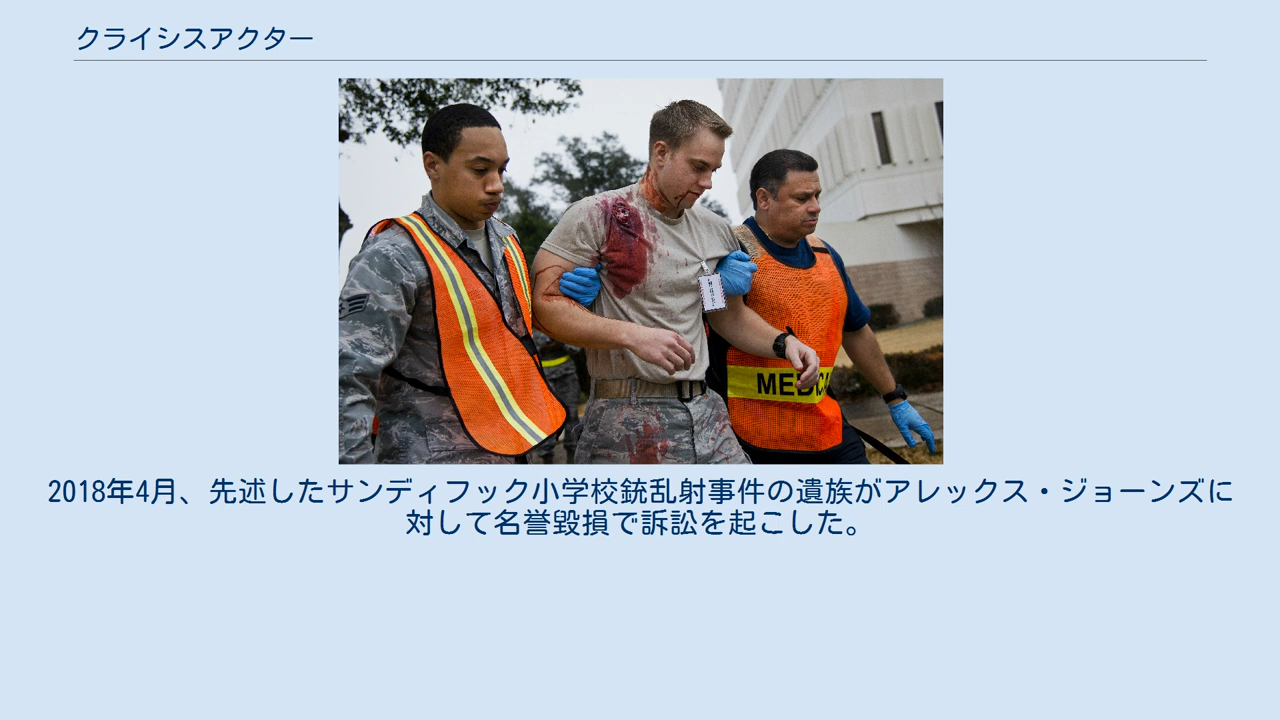 クライシスアクター
MEDICA
2018年4月、先述したサンディフック小学校銃乱射事件の遺族がアレックス・ジョーンズに
対して名誉毀損で訴訟を起こした。